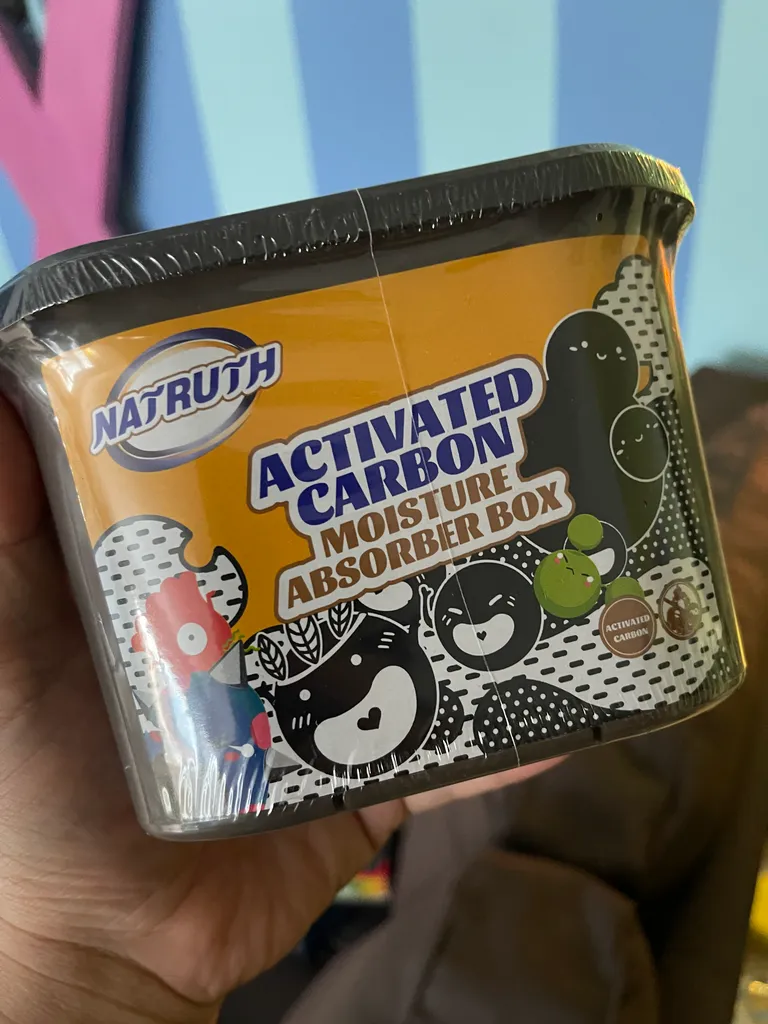 NATRUTH
ACTIVATED
CARBON
MOISTURE
ABSORBER BOX
ACTIVATED
CARBON